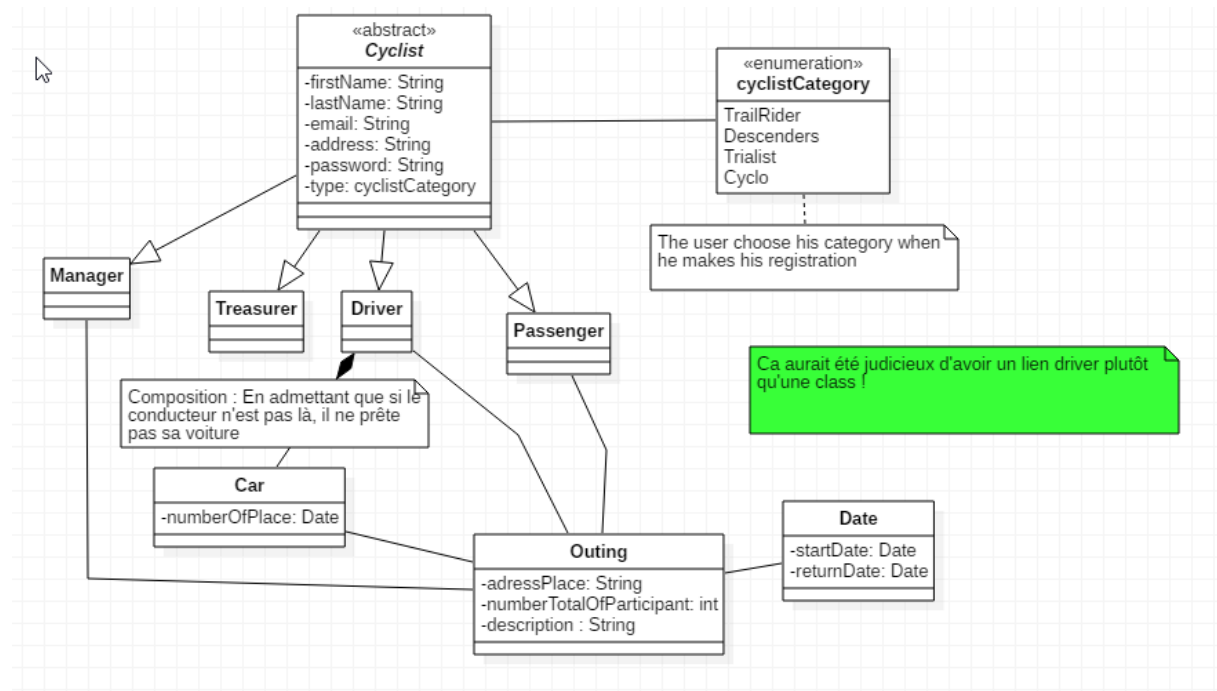 «abstract»
Cyclist
-firstName: String
-lastName: String
-email: String
-address: String
-password: String
-type: cyclistCategory
«enumeration»
cyclistCategory
TrailRider
Descenders
Trialist
Cyclo
The user choose his category when
he makes his registration
Manager
Treasurer
Driver
Passenger
Ca aurait été judicieux d'avoir un lien driver plutôt
qu'une class !
Composition : En admettant que si le
conducteur n'est pas là, il ne prête
pas sa voiture
Car
-numberOfPlace: Date
Outing
-adressPlace: String
-numberTotalOfParticipant: int
-description : String
Date
-startDate: Date
-returnDate: Date